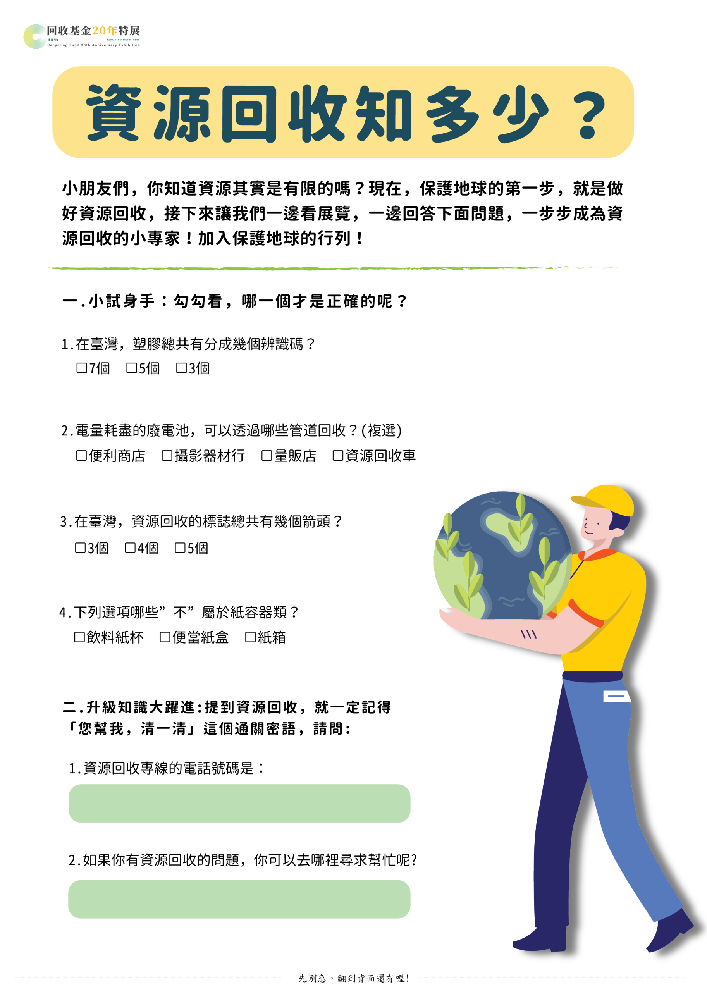 回收基金20年特展
循環再生 TAIWAN RECYCLING TOUR
Recycling Fund 20th Anniversary Exhibition
資源回收知多少？
小朋友們，你知道資源其實是有限的嗎？現在，保護地球的第一步，就是做
好資源回收，接下來讓我們一邊看展覽，一邊回答下面問題，一步步成為資
源回收的小專家！加入保護地球的行列！
一.小試身手：勾勾看，哪一個才是正確的呢？
1.在臺灣，塑膠總共有分成幾個辨識碼？
□7個 □5個 □3個
2.電量耗盡的廢電池，可以透過哪些管道回收？(複選)
□便利商店 □攝影器材行 □量販店 □資源回收車
3.在臺灣，資源回收的標誌總共有幾個箭頭？
□3個 □4個 □5個
4.下列選項哪些”不”屬於紙容器類？
□飲料紙杯 □便當紙盒 □紙箱
二.升級知識大躍進:提到資源回收，就一定記得
「您幫我，清一清」這個通關密語，請問:
1.資源回收專線的電話號碼是：
2.如果你有資源回收的問題，你可以去哪裡尋求幫忙呢?
先別急，翻到背面還有喔!